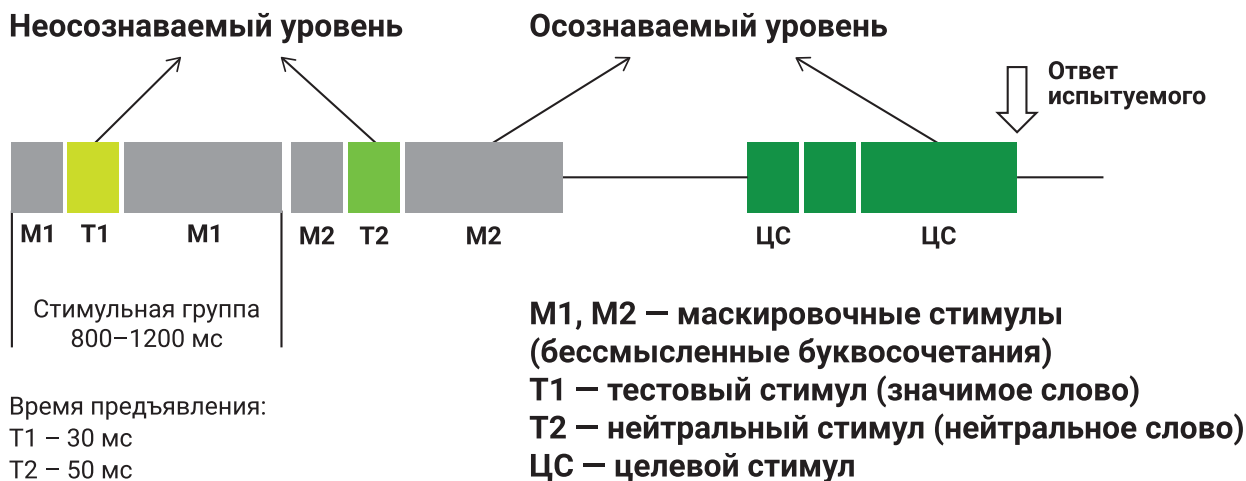 Неосознаваемый уровень
Осознаваемый уровень
Ответ
испытуемого
М1 Т1 М1 М2 Т2 М2 ЦС ЦС
Стимульная группа
800–1200 мс
Время предъявления:
Т1 – 30 мс
Т2 – 50 мс
М1, М2 — маскировочные стимулы
(бессмысленные буквосочетания)
Т1 — тестовый стимул (значимое слово)
Т2 — нейтральный стимул (нейтральное слово)
ЦС — целевой стимул